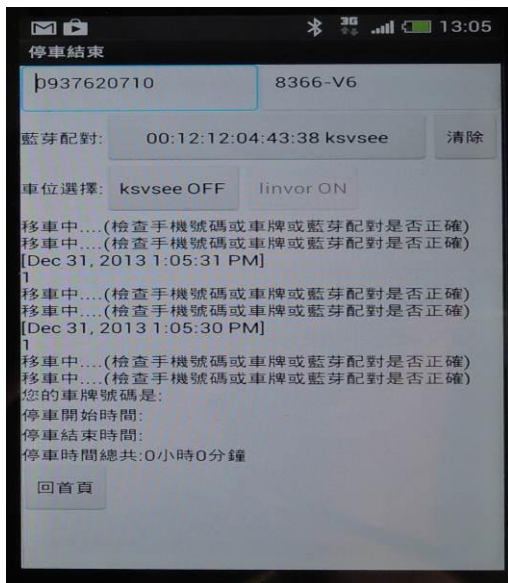 3G 13:05
停車結束
0937620710 8366-V6
藍芽配對: 00:12:12:04:43:38 ksvsee 清除
車位選擇: ksvsee OFF linvor ON
移車中....(檢查手機號碼或車牌或藍芽配對是否正確)
移車中....(檢查手機號碼或車牌或藍芽配對是否正確)
[Dec 31, 2013 1:05:31 PM]
1
移車中....(檢查手機號碼或車牌或藍芽配對是否正確)
移車中....(檢查手機號碼或車牌或藍芽配對是否正確)
[Dec 31, 2013 1:05:30 PM]
1
移車中....(檢查手機號碼或車牌或藍芽配對是否正確)
移車中....(檢查手機號碼或車牌或藍芽配對是否正確)
您的車牌號碼是:
停車開始時間:
停車結束時間:
停車時間總共:0小時0分鐘
回首頁